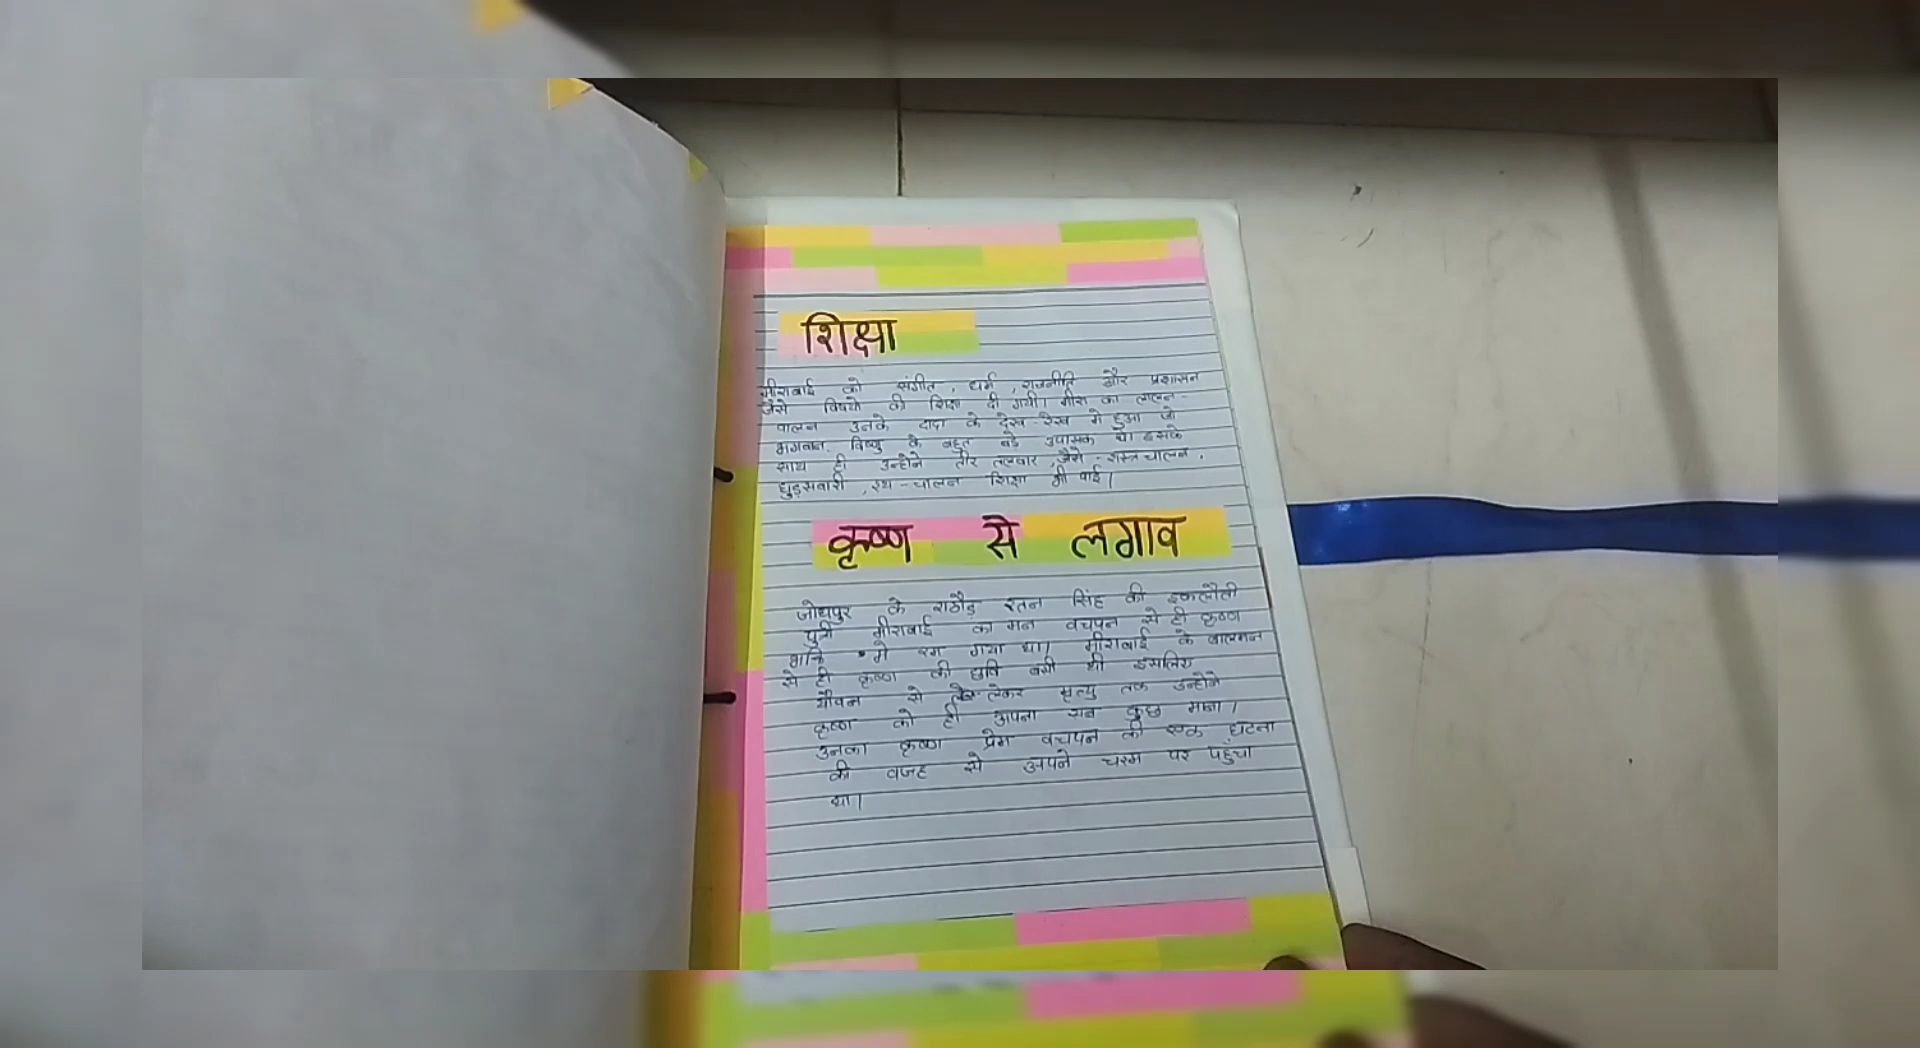 शिक्षा
मीराबाई को संगीत, धर्म, राजनीति और प्रशासन
जैसे विषयो की शिक्षा दी गयी। मीरा का लालन-
पालन उनके दादा के देख-रेख मे हुआ जो
भगवान विष्णु के बहुत बड़े उपासक थे। इसके
साथ ही उन्होने तीर तलवार, जैसे - शस्त्र चालन,
घुड़सवारी, रथ-चालन शिक्षा भी पाई।
कृष्ण से लगाव
जोधपुर के राठौड़ रतन सिंह की इकलौती
पुत्री मीराबाई का मन बचपन से ही कृष्ण
भक्ति मे रम गया था। मीराबाई के बालमन
से ही कृष्ण की छवि बसी थी इसलिए
यौवन से लेकर मृत्यु तक उन्होने
कृष्ण को ही अपना सब कुछ माना।
उनका कृष्ण प्रेम बचपन की एक घटना
की वजह से अपने चरम पर पहुँचा
था।